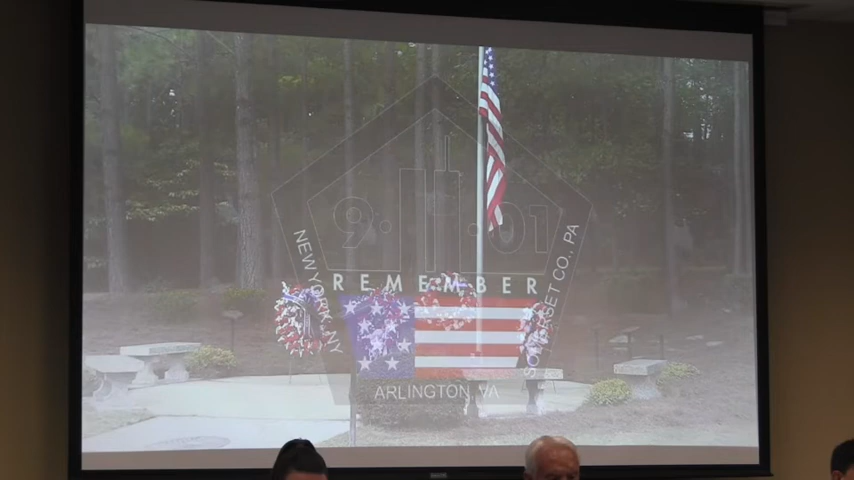 9·11·01
NEW YORK, NY
REMEMBER
SOMERSET CO., PA
ARLINGTON, VA